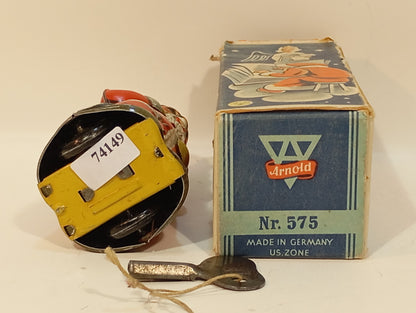 74149
Arnold
Nr. 575
MADE IN GERMANY
US. ZONE